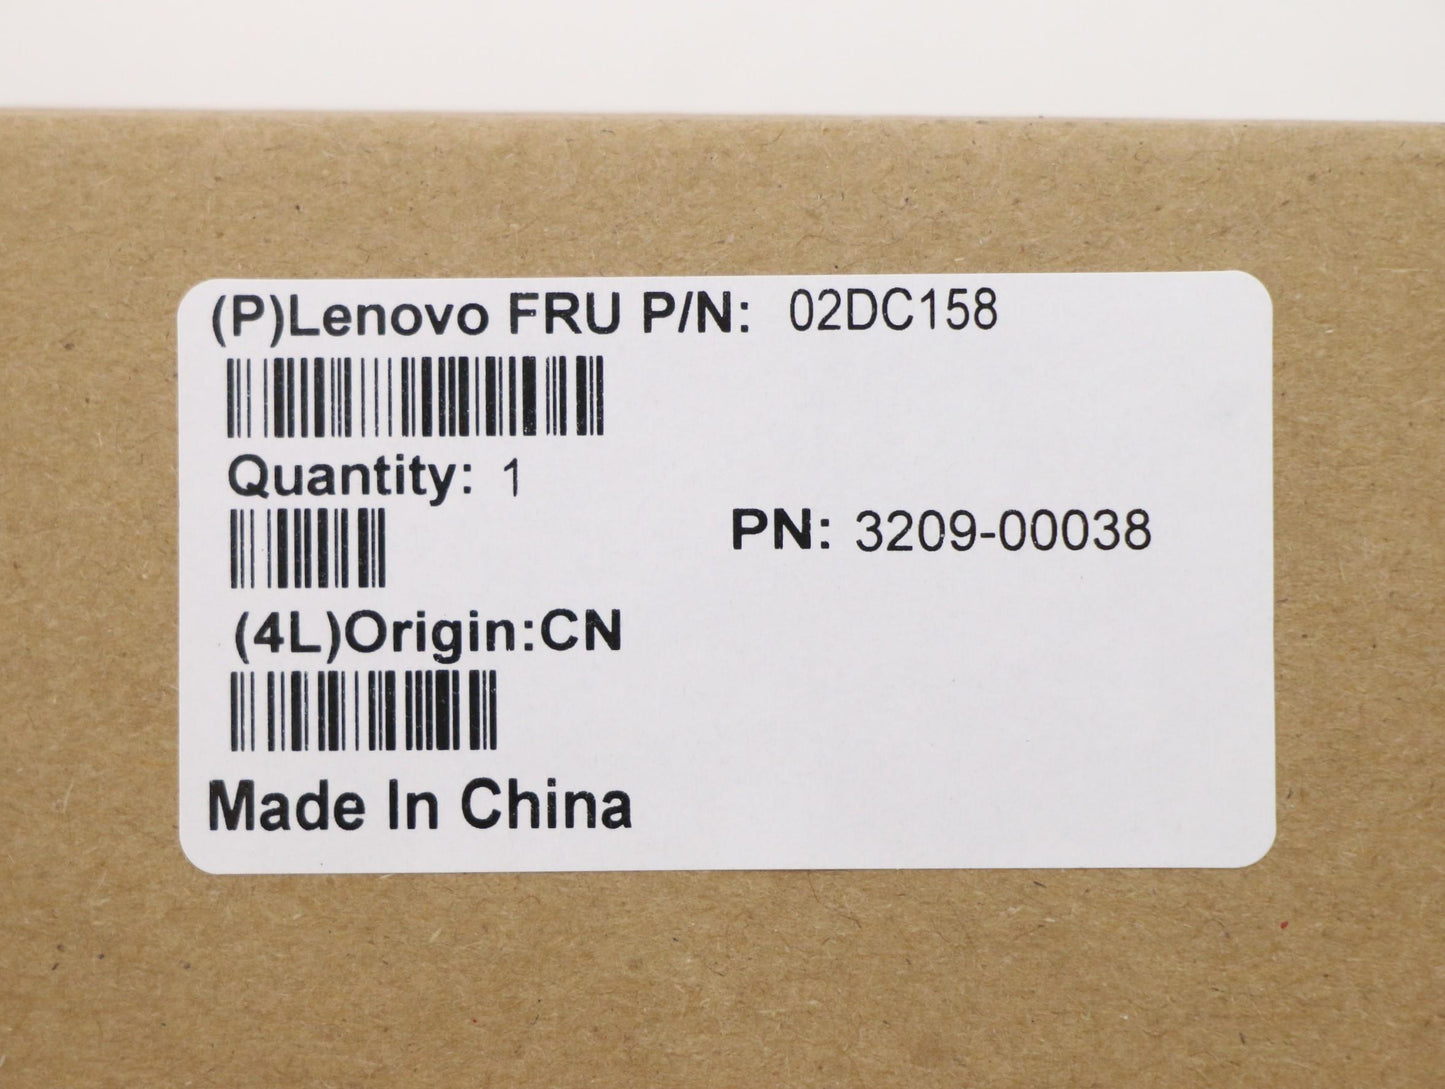 (P)Lenovo FRU P/N: 02DC158
Quantity: 1
PN: 3209-00038
(4L)Origin:CN
Made In China